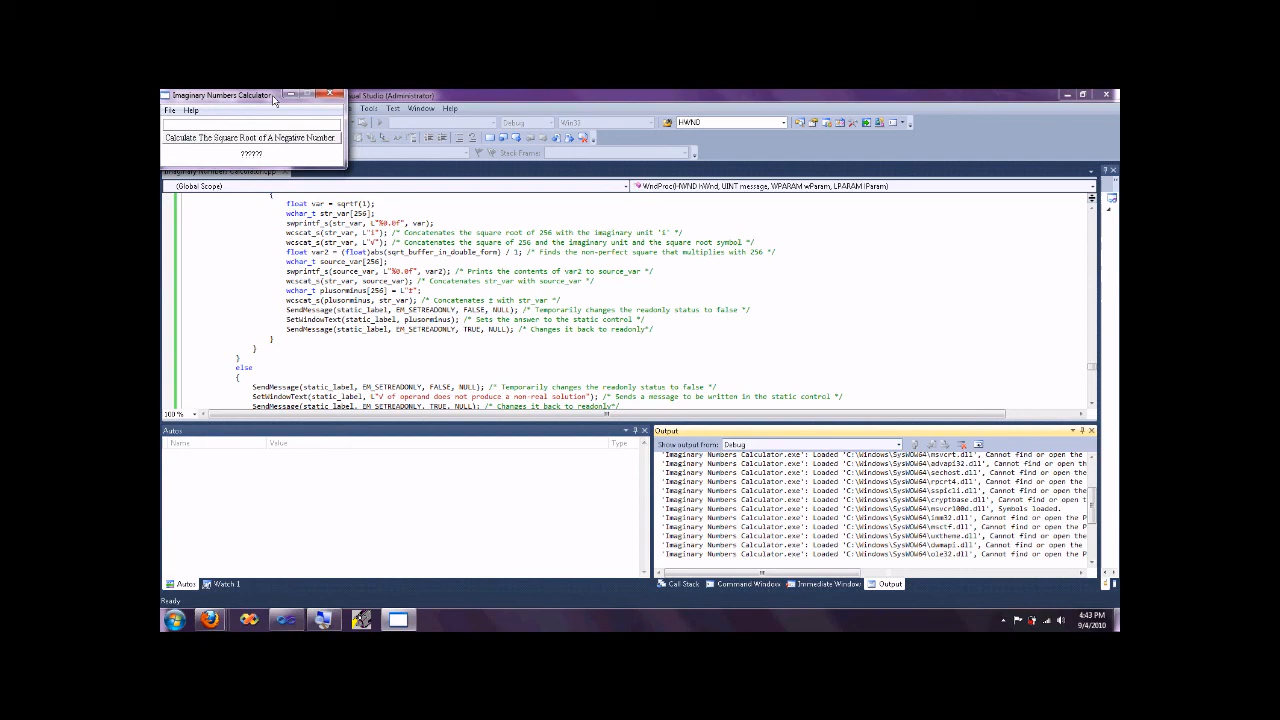 Imaginary Numbers Calculator
File Help
Calculate The Square Root of A Negative Number
??????
ual Studio (Administrator)
Tools Test Window Help
Debug Win32 HWND
Stack Frame:
Imaginary Numbers Calculator.cpp
(Global Scope) WndProc(HWND hWnd, UINT message, WPARAM wParam, LPARAM lParam)
{
float var = sqrtf(1);
wchar_t str_var[256];
swprintf_s(str_var, L"%0.0f", var);
wcscat_s(str_var, L"i"); /* Concatenates the square root of 256 with the imaginary unit 'i' */
wcscat_s(str_var, L"√"); /* Concatenates the square of 256 and the imaginary unit and the square root symbol */
float var2 = (float)abs(sqrt_buffer_in_double_form) / 1; /* Finds the non-perfect square that multiplies with 256 */
wchar_t source_var[256];
swprintf_s(source_var, L"%0.0f", var2); /* Prints the contents of var2 to source_var */
wcscat_s(str_var, source_var); /* Concatenates str_var with source_var */
wchar_t plusorminus[256] = L"±";
wcscat_s(plusorminus, str_var); /* Concatenates ± with str_var */
SendMessage(static_label, EM_SETREADONLY, FALSE, NULL); /* Temporarily changes the readonly status to false */
SetWindowText(static_label, plusorminus); /* Sets the answer to the static control */
SendMessage(static_label, EM_SETREADONLY, TRUE, NULL); /* Changes it back to readonly*/
}
}
}
else
{
SendMessage(static_label, EM_SETREADONLY, FALSE, NULL); /* Temporarily changes the readonly status to false */
SetWindowText(static_label, L"√ of operand does not produce a non-real solution"); /* Sends a message to be written in the static control */
SendMessage(static_label, EM_SETREADONLY, TRUE, NULL); /* Changes it back to readonly*/
100 %
Autos
Name Value Type
Output
Show output from: Debug
'Imaginary Numbers Calculator.exe': Loaded 'C:\Windows\SysWOW64\msvcrt.dll', Cannot find or open the
'Imaginary Numbers Calculator.exe': Loaded 'C:\Windows\SysWOW64\advapi32.dll', Cannot find or open the
'Imaginary Numbers Calculator.exe': Loaded 'C:\Windows\SysWOW64\sechost.dll', Cannot find or open the
'Imaginary Numbers Calculator.exe': Loaded 'C:\Windows\SysWOW64\rpcrt4.dll', Cannot find or open the P
'Imaginary Numbers Calculator.exe': Loaded 'C:\Windows\SysWOW64\sspicli.dll', Cannot find or open the
'Imaginary Numbers Calculator.exe': Loaded 'C:\Windows\SysWOW64\cryptbase.dll', Cannot find or open the
'Imaginary Numbers Calculator.exe': Loaded 'C:\Windows\SysWOW64\msvcr100d.dll', Symbols loaded.
'Imaginary Numbers Calculator.exe': Loaded 'C:\Windows\SysWOW64\imm32.dll', Cannot find or open the P
'Imaginary Numbers Calculator.exe': Loaded 'C:\Windows\SysWOW64\msctf.dll', Cannot find or open the P
'Imaginary Numbers Calculator.exe': Loaded 'C:\Windows\SysWOW64\uxtheme.dll', Cannot find or open the
'Imaginary Numbers Calculator.exe': Loaded 'C:\Windows\SysWOW64\dwmapi.dll', Cannot find or open the
'Imaginary Numbers Calculator.exe': Loaded 'C:\Windows\SysWOW64\ole32.dll', Cannot find or open the P
Autos Watch 1
Call Stack Command Window Immediate Window Output
Ready
4:43 PM
9/4/2010